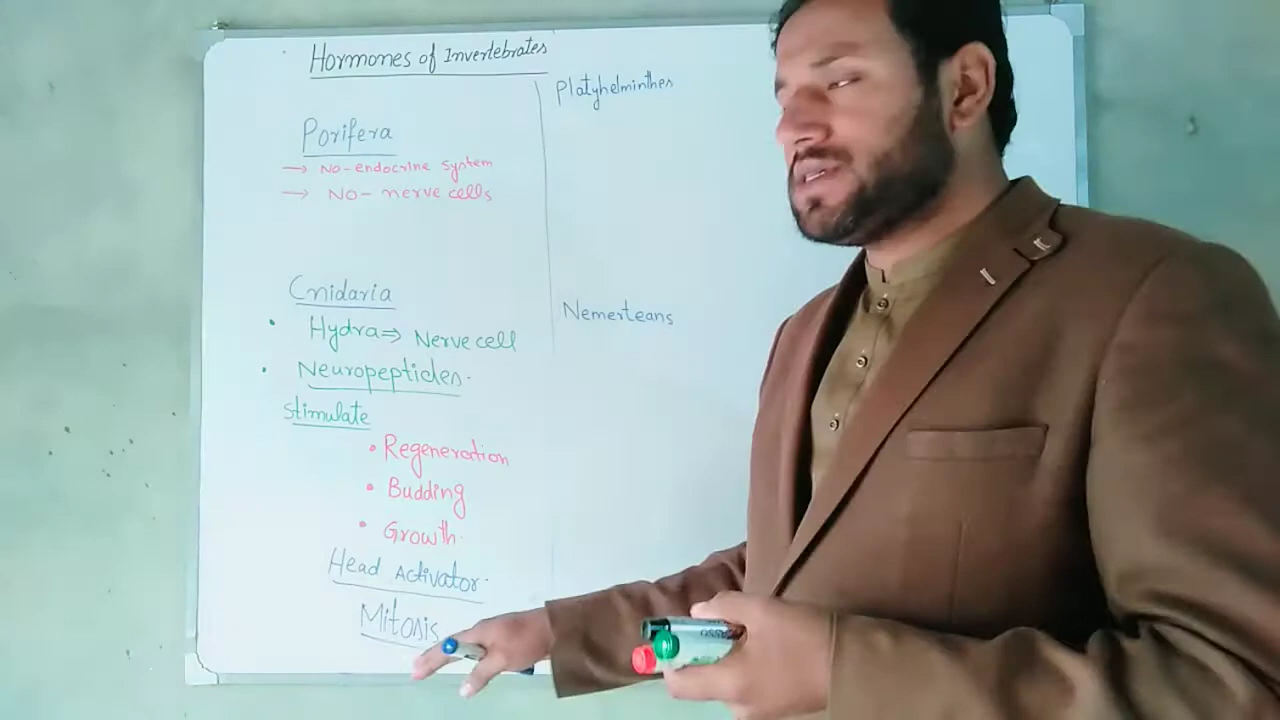 Hormones of Invertebrates
Porifera
→ No-endocrine system
→ NO- nerve cells
Cnidaria
• Hydra⇒ Nerve cell
• Neuropeptides.
Stimulate
• Regeneration
• Budding
• Growth.
Head Activator.
Mitosis
Platyhelminthes
Nemerteans